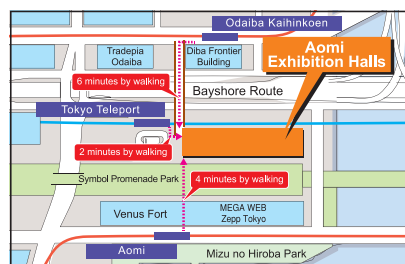 Odaiba Kaihinkoen
Tradepia
Odaiba
Diba Frontier
Building
Aomi
Exhibition Halls
6 minutes by walking
Bayshore Route
Tokyo Teleport
2 minutes by walking
Symbol Promenade Park
4 minutes by walking
Venus Fort
MEGA WEB
Zepp Tokyo
Aomi
Mizu no Hiroba Park